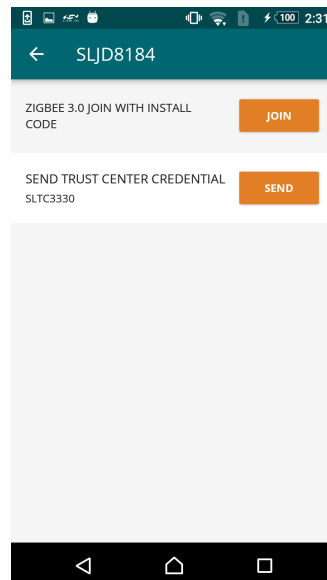 100 2:31
SLJD8184
ZIGBEE 3.0 JOIN WITH INSTALL
CODE
JOIN
SEND TRUST CENTER CREDENTIAL
SLTC3330
SEND